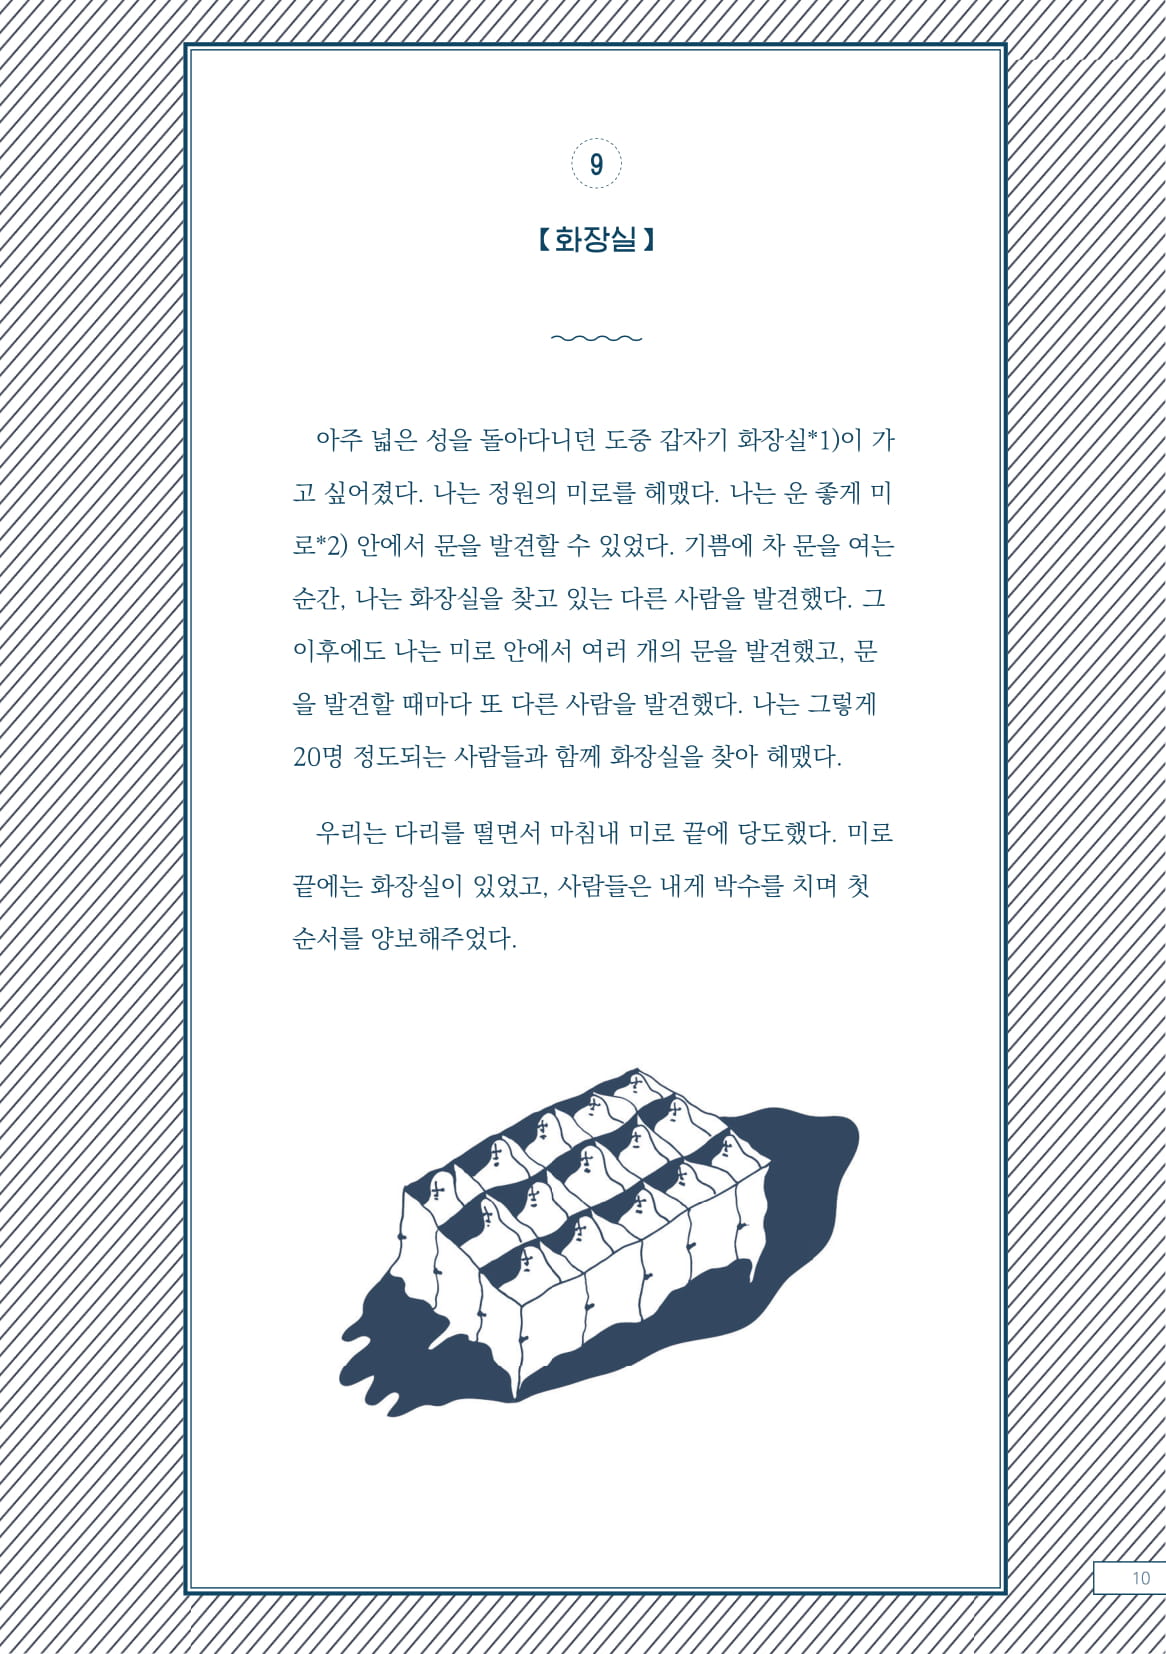 9
【화장실】
아주 넓은 성을 돌아다니던 도중 갑자기 화장실*1)이 가
고 싶어졌다. 나는 정원의 미로를 헤맸다. 나는 운 좋게 미
로*2) 안에서 문을 발견할 수 있었다. 기쁨에 차 문을 여는
순간, 나는 화장실을 찾고 있는 다른 사람을 발견했다. 그
이후에도 나는 미로 안에서 여러 개의 문을 발견했고, 문
을 발견할 때마다 또 다른 사람을 발견했다. 나는 그렇게
20명 정도되는 사람들과 함께 화장실을 찾아 헤맸다.
우리는 다리를 떨면서 마침내 미로 끝에 당도했다. 미로
끝에는 화장실이 있었고, 사람들은 내게 박수를 치며 첫
순서를 양보해주었다.
10